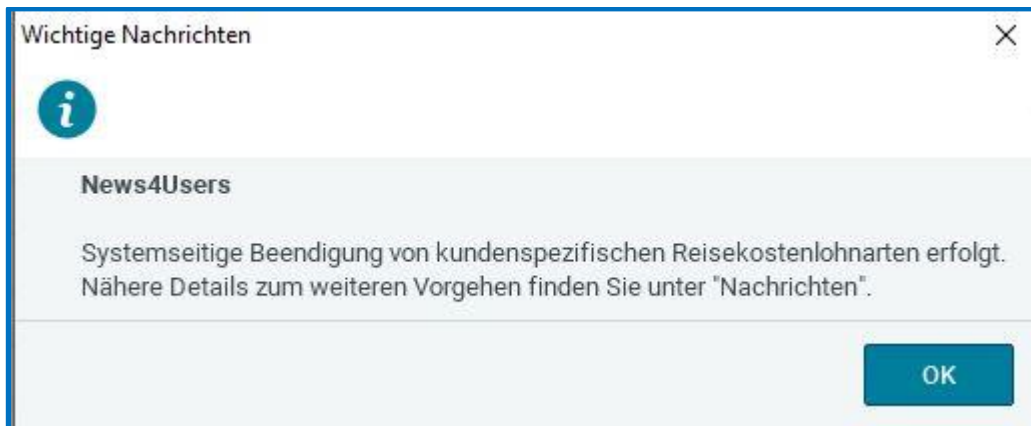 Wichtige Nachrichten
News4Users
Systemseitige Beendigung von kundenspezifischen Reisekostenlohnarten erfolgt.
Nähere Details zum weiteren Vorgehen finden Sie unter "Nachrichten".
OK